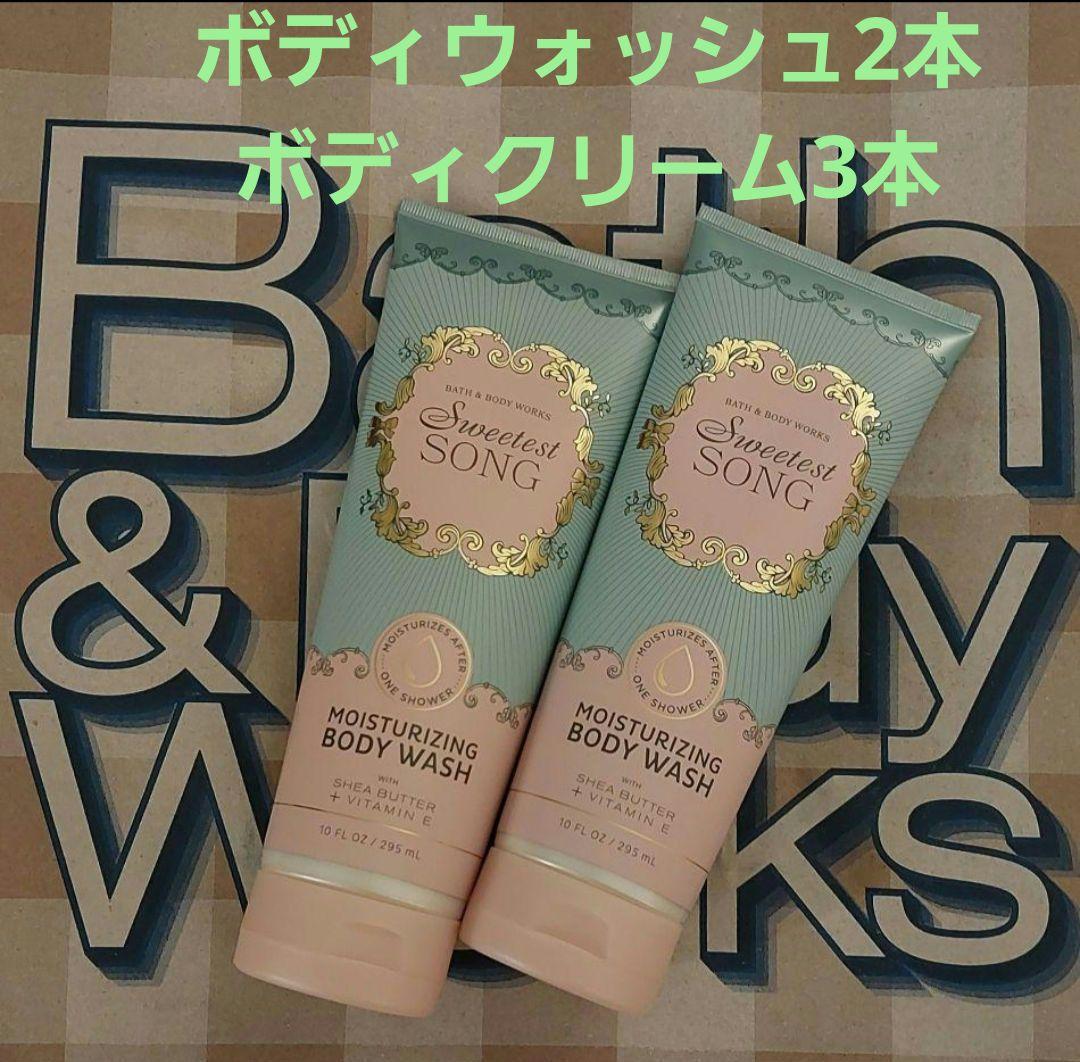 ボディウォッシュ2本
ボディクリーム3本
Bath
& Body
Works
BATH & BODY WORKS
Sweetest
SONG
MOISTURIZES AFTER
ONE SHOWER
MOISTURIZING
BODY WASH
WITH
SHEA BUTTER
+ VITAMIN E
10 FL OZ / 295 mL
BATH & BODY WORKS
Sweetest
SONG
MOISTURIZES AFTER
ONE SHOWER
MOISTURIZING
BODY WASH
WITH
SHEA BUTTER
+ VITAMIN E
10 FL OZ / 295 mL